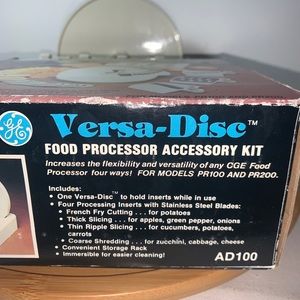 GE
Versa-Disc™
FOOD PROCESSOR ACCESSORY KIT
Increases the flexibility and versatility of any CGE Food
Processor four ways! FOR MODELS PR100 AND PR200.
Includes:
• One Versa-Disc™ to hold inserts while in use
• Four Processing Inserts with Stainless Steel Blades:
French Fry Cutting ... for potatoes
Thick Slicing ... for apples, green pepper, onions
Thin Ripple Slicing ... for cucumbers, potatoes,
carrots
Coarse Shredding ... for zucchini, cabbage, cheese
• Convenient Storage Rack
• Immersible for easier cleaning!
AD100